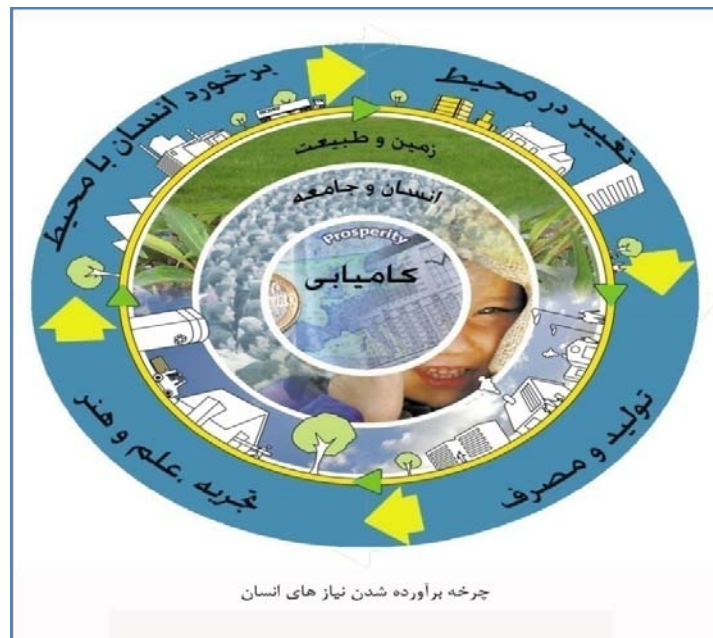 برخورد انسان با محیط
تغییر در محیط
تولید و مصرف
تجربه ،علم و هنر
زمین و طبیعت
انسان و جامعه
Prosperity
کامیابی
چرخه برآورده شدن نیاز های انسان